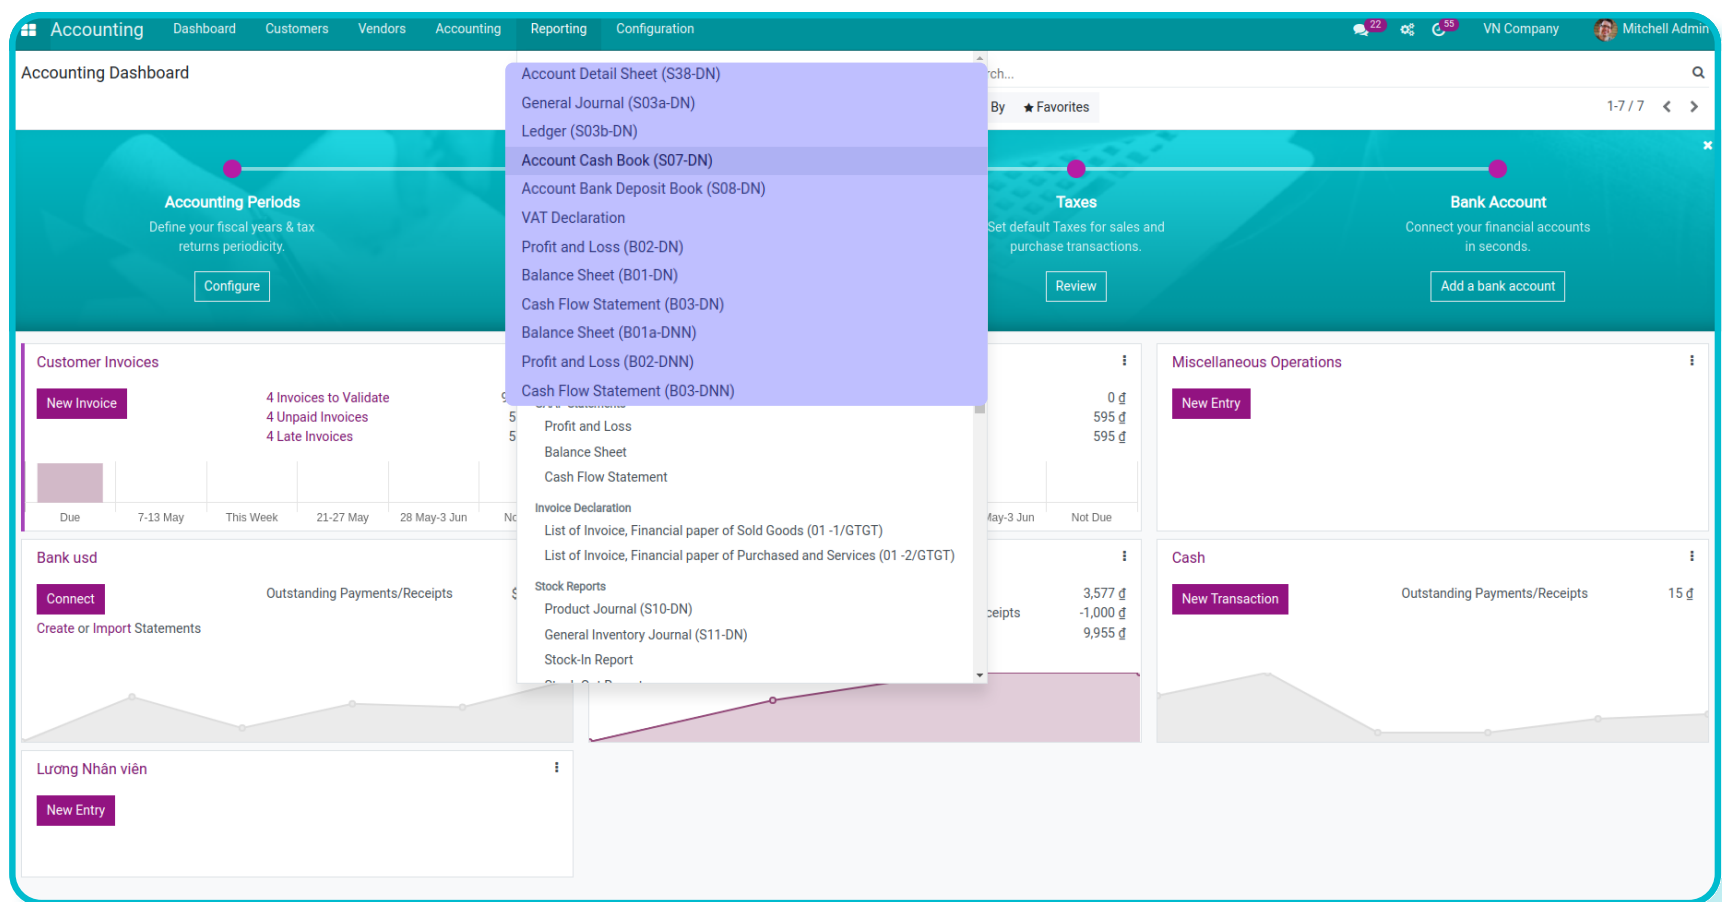 Accounting Dashboard Customers Vendors Accounting Reporting Configuration 22 55 VN Company Mitchell Admin
Accounting Dashboard
1-7 / 7
By Favorites
Account Detail Sheet (S38-DN)
General Journal (S03a-DN)
Ledger (S03b-DN)
Account Cash Book (S07-DN)
Account Bank Deposit Book (S08-DN)
VAT Declaration
Profit and Loss (B02-DN)
Balance Sheet (B01-DN)
Cash Flow Statement (B03-DN)
Balance Sheet (B01a-DNN)
Profit and Loss (B02-DNN)
Cash Flow Statement (B03-DNN)
Profit and Loss
Balance Sheet
Cash Flow Statement
Invoice Declaration
List of Invoice, Financial paper of Sold Goods (01 -1/GTGT)
List of Invoice, Financial paper of Purchased and Services (01 -2/GTGT)
Stock Reports
Product Journal (S10-DN)
General Inventory Journal (S11-DN)
Stock-In Report
Accounting Periods
Define your fiscal years & tax
returns periodicity.
Configure
Taxes
Set default Taxes for sales and
purchase transactions.
Review
Bank Account
Connect your financial accounts
in seconds.
Add a bank account
Customer Invoices
New Invoice
4 Invoices to Validate
4 Unpaid Invoices
4 Late Invoices
Due 7-13 May This Week 21-27 May 28 May-3 Jun
0 ₫
595 ₫
595 ₫
May-3 Jun Not Due
Miscellaneous Operations
New Entry
Bank usd
Connect
Create or Import Statements
Outstanding Payments/Receipts $
3,577 ₫
-1,000 ₫
9,955 ₫
Cash
New Transaction
Outstanding Payments/Receipts 15 ₫
Lương Nhân viên
New Entry